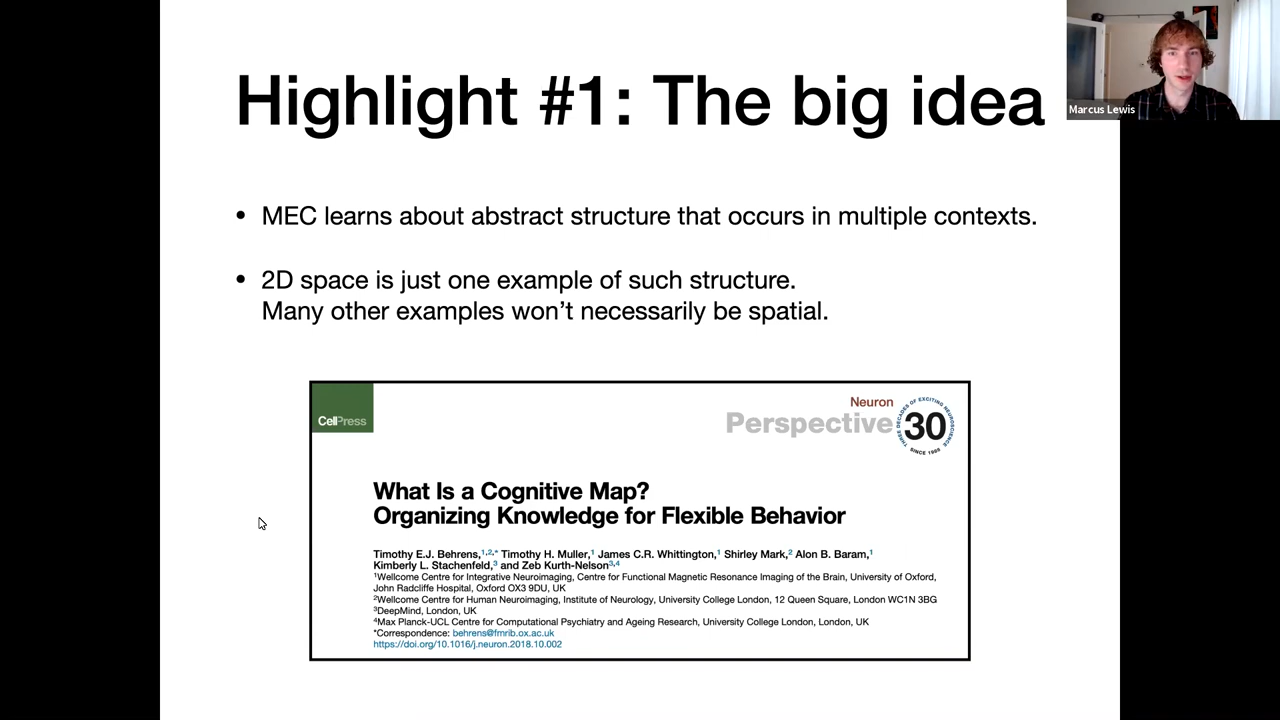 Highlight #1: The big idea
Marcus Lewis
• MEC learns about abstract structure that occurs in multiple contexts.
• 2D space is just one example of such structure.
Many other examples won't necessarily be spatial.
CellPress
Neuron
Perspective
THREE DECADES OF EXCITING NEUROSCIENCE
30
SINCE 1988
What Is a Cognitive Map?
Organizing Knowledge for Flexible Behavior
Timothy E.J. Behrens,1,2,* Timothy H. Muller,1 James C.R. Whittington,1 Shirley Mark,2 Alon B. Baram,1
Kimberly L. Stachenfeld,3 and Zeb Kurth-Nelson3,4
1Wellcome Centre for Integrative Neuroimaging, Centre for Functional Magnetic Resonance Imaging of the Brain, University of Oxford,
John Radcliffe Hospital, Oxford OX3 9DU, UK
2Wellcome Centre for Human Neuroimaging, Institute of Neurology, University College London, 12 Queen Square, London WC1N 3BG
3DeepMind, London, UK
4Max Planck-UCL Centre for Computational Psychiatry and Ageing Research, University College London, London, UK
*Correspondence: behrens@fmrib.ox.ac.uk
https://doi.org/10.1016/j.neuron.2018.10.002